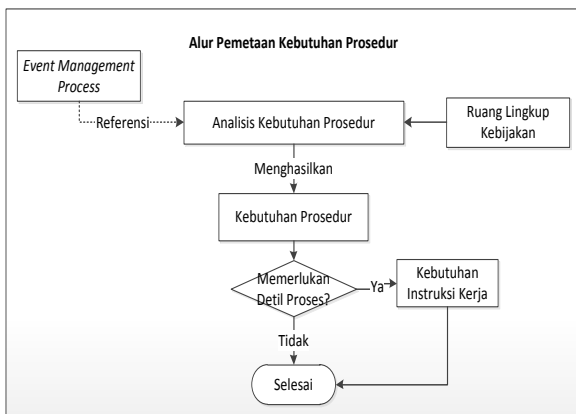 Alur Pemetaan Kebutuhan Prosedur
Event Management
Process
Referensi
Analisis Kebutuhan Prosedur
Ruang Lingkup
Kebijakan
Menghasilkan
Kebutuhan Prosedur
Memerlukan
Detil Proses?
Ya
Kebutuhan
Instruksi Kerja
Tidak
Selesai